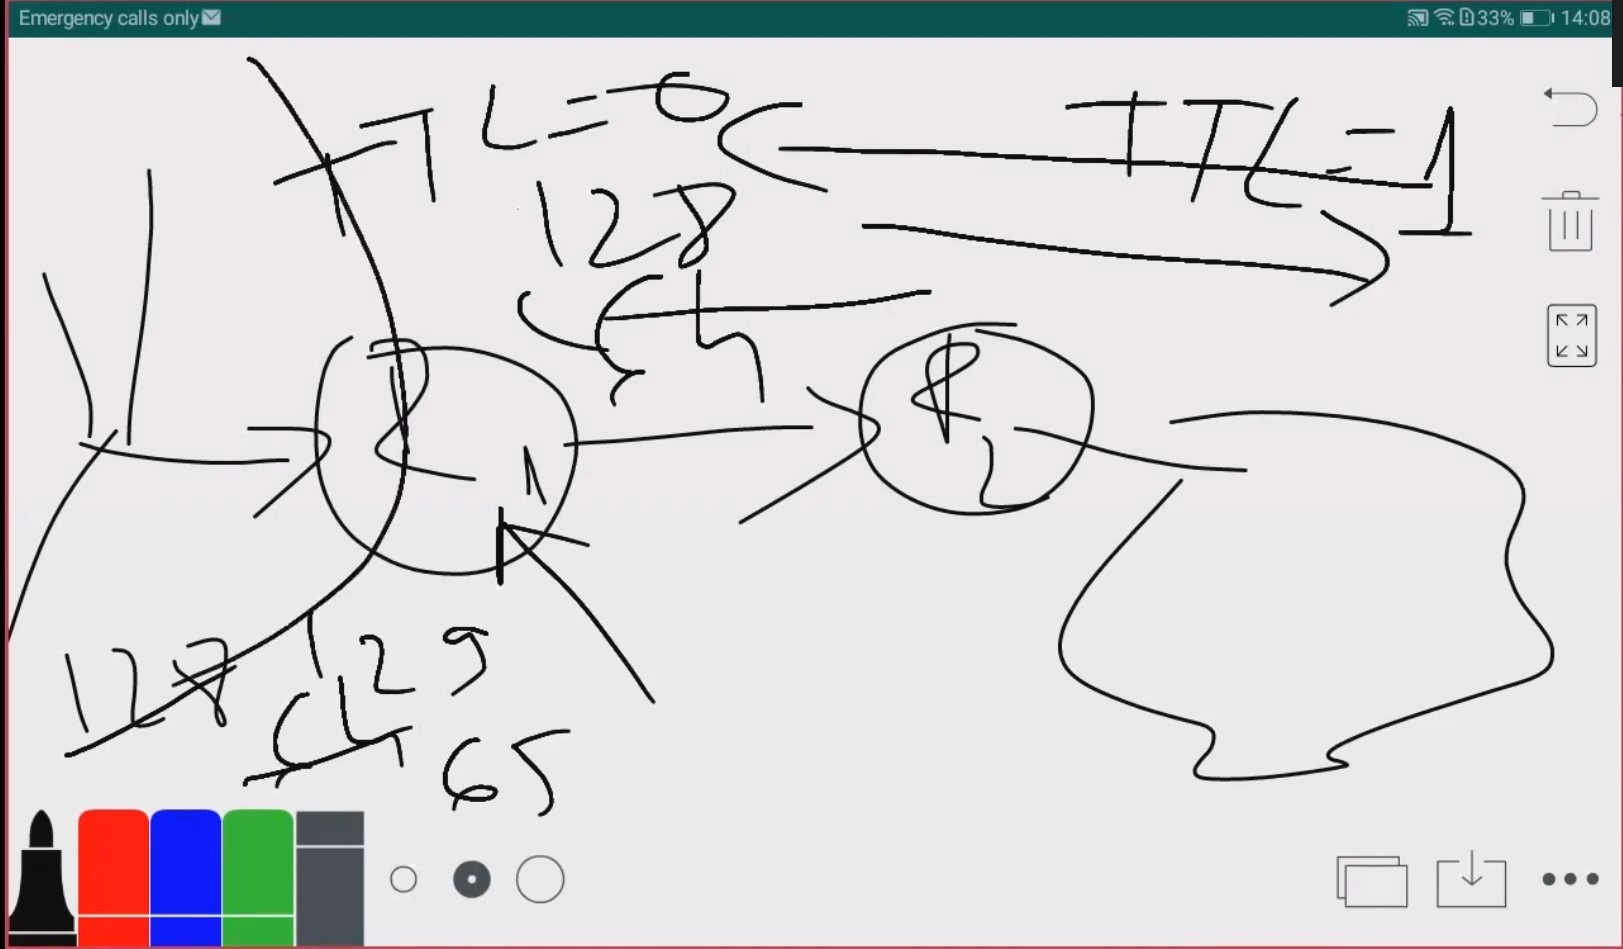 Emergency calls only
33% 14:08
TTL=0
TTL=1
128
64
R1
R2
128
129
64
65